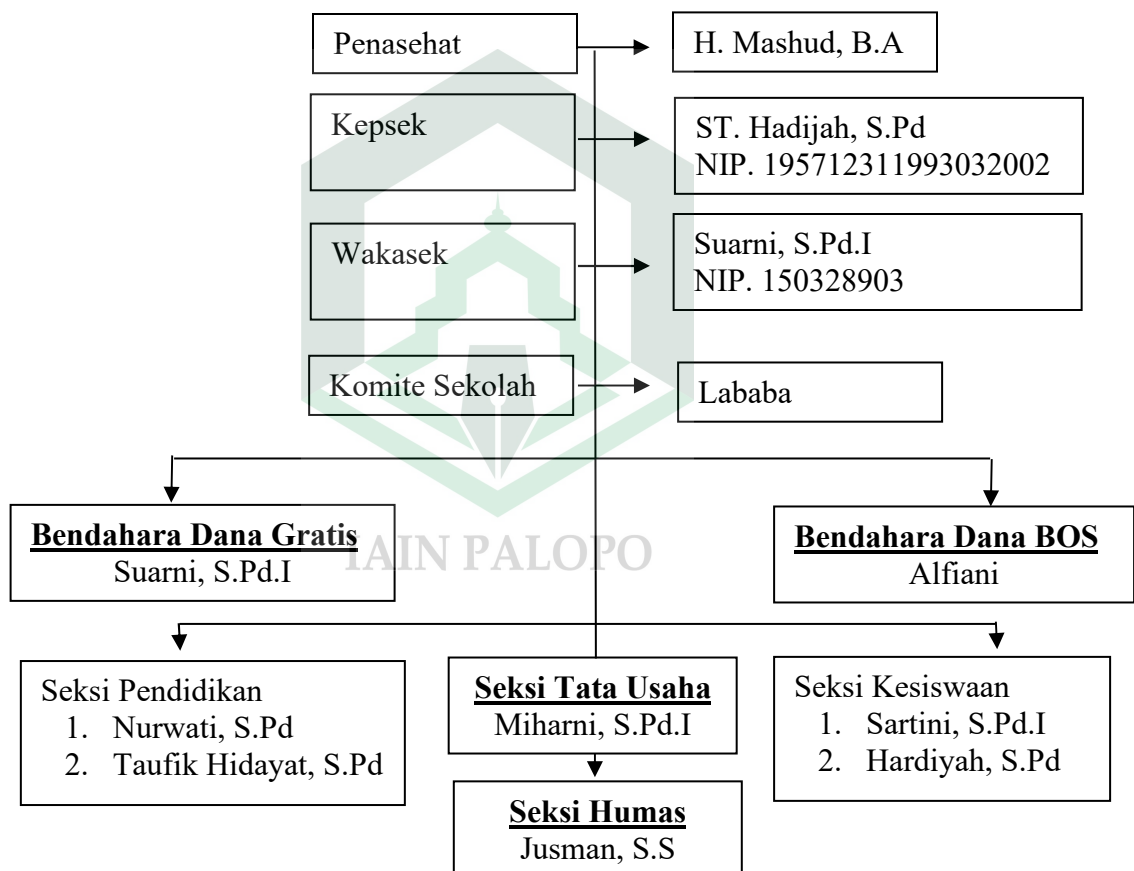 Penasehat
H. Mashud, B.A
Kepsek
ST. Hadijah, S.Pd
NIP. 195712311993032002
Wakasek
Suarni, S.Pd.I
NIP. 150328903
Komite Sekolah
Lababa
Bendahara Dana Gratis
Suarni, S.Pd.I
Bendahara Dana BOS
Alfiani
IAIN PALOPO
Seksi Pendidikan
1. Nurwati, S.Pd
2. Taufik Hidayat, S.Pd
Seksi Tata Usaha
Miharni, S.Pd.I
Seksi Kesiswaan
1. Sartini, S.Pd.I
2. Hardiyah, S.Pd
Seksi Humas
Jusman, S.S